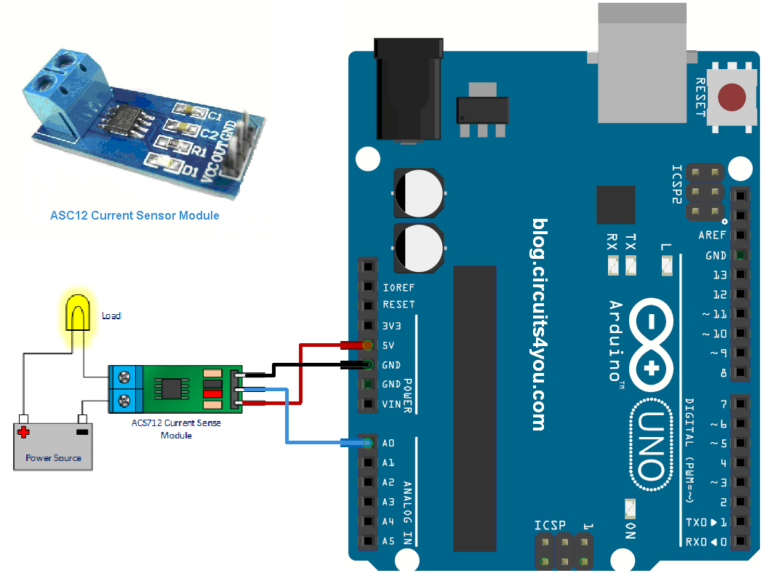 C1
C2
R1
D1
VCC OUT GND
ASC12 Current Sensor Module
Load
Power Source
ACS712 Current Sense
Module
blog.circuits4you.com
RESET
ICSP2
AREF
GND
13
12
~11
~10
~9
8
7
~6
~5
4
~3
2
TX0▶1
RX0◀0
DIGITAL (PWM=~)
L
TX
RX
Arduino™
UNO
ON
ICSP
1
IOREF
RESET
3V3
5V
GND
GND
VIN
POWER
A0
A1
A2
A3
A4
A5
ANALOG IN